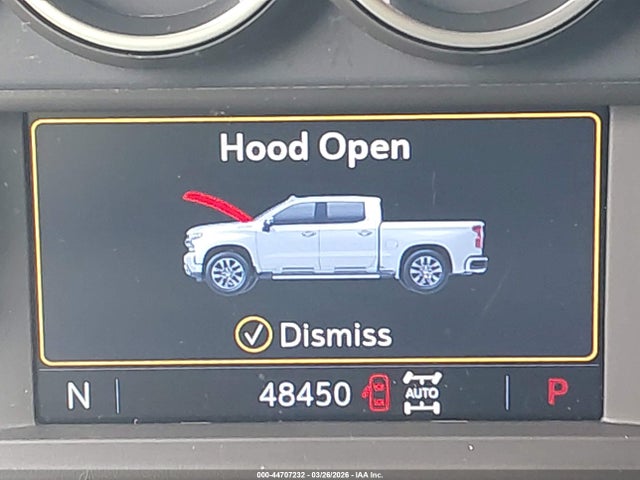 Hood Open
Dismiss
N 48450 AUTO P
000-44707232 — 03/26/2026 — IAA Inc.